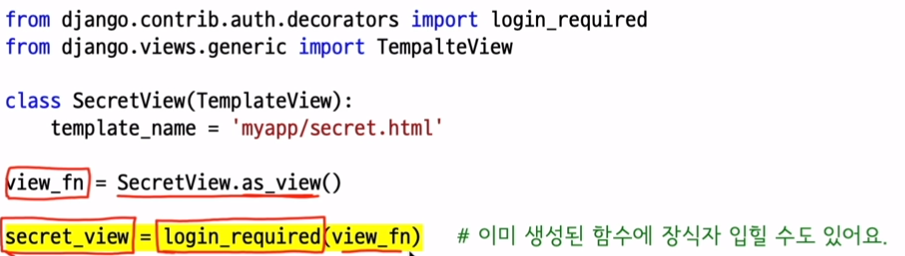 from django.contrib.auth.decorators import login_required
from django.views.generic import TempalteView
class SecretView(TemplateView):
    template_name = 'myapp/secret.html'
view_fn = SecretView.as_view()
secret_view = login_required(view_fn)   # 이미 생성된 함수에 장식자 입힐 수도 있어요.